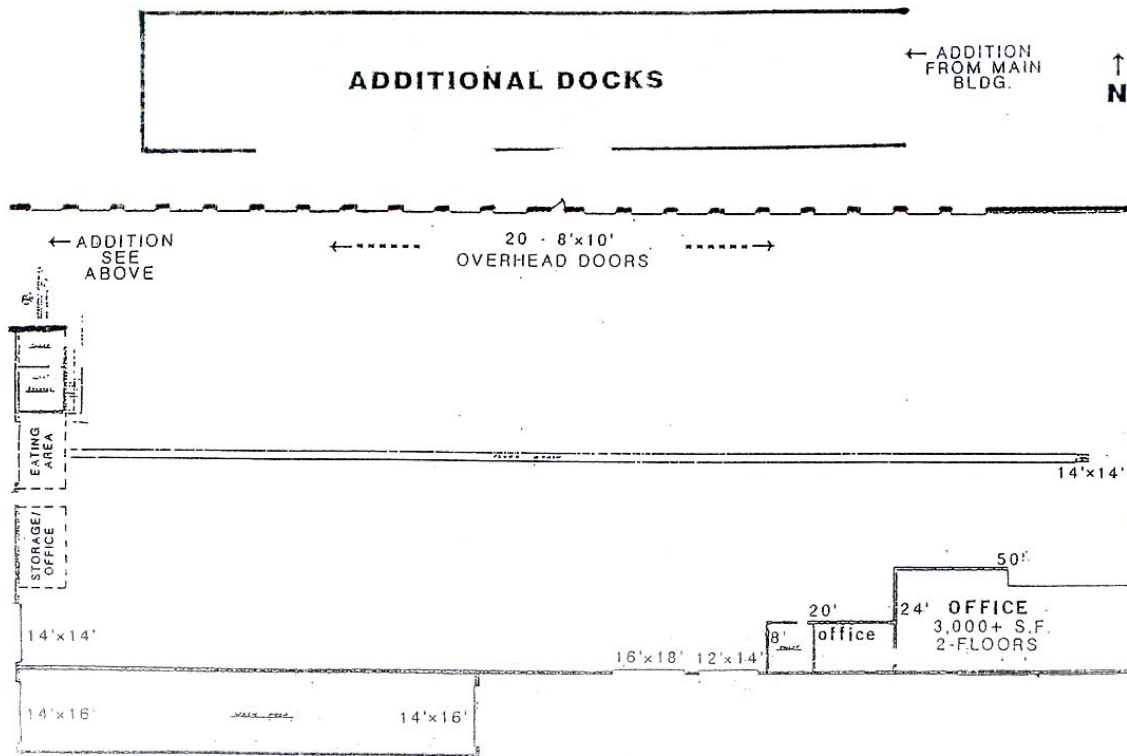 ADDITIONAL DOCKS
← ADDITION
FROM MAIN
BLDG.
↑
N
← ADDITION
SEE
ABOVE
20 - 8'x10'
OVERHEAD DOORS
EATING
AREA
14'x14'
STORAGE/
OFFICE
50'
20'
24'
OFFICE
3,000+ S.F.
2-FLOORS
8'
office
14'x14'
16'x18'
12'x14'
14'x16'
14'x16'